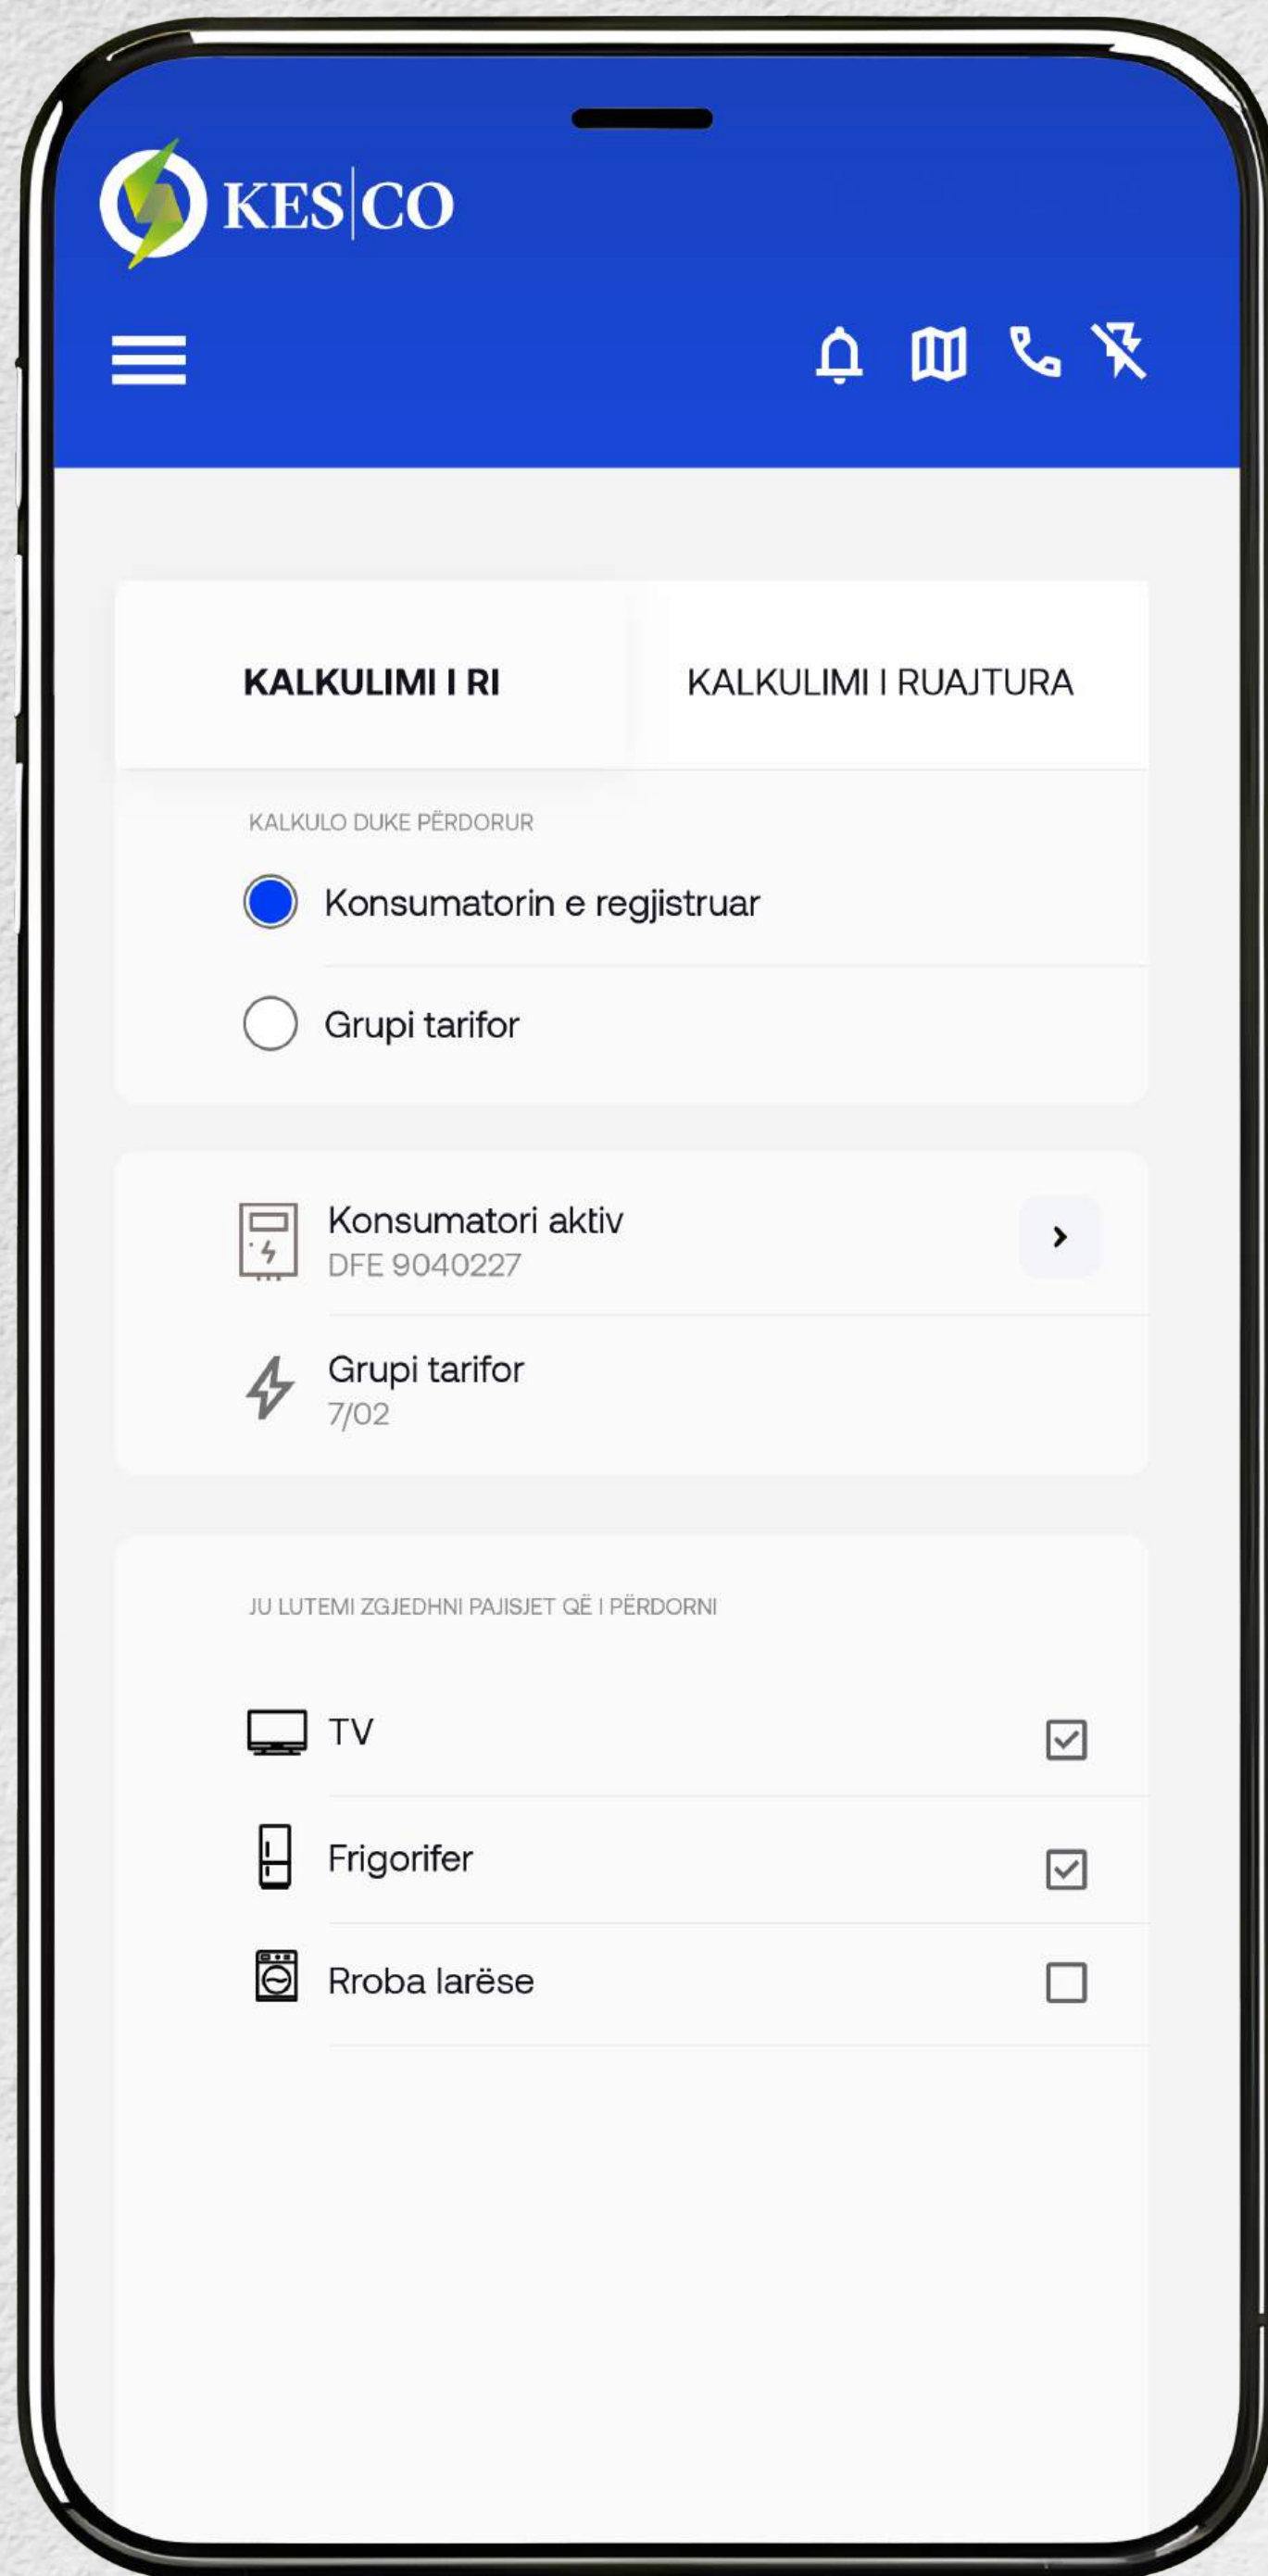 KES|CO
KALKULIMI I RI
KALKULIMI I RUAJTURA
KALKULO DUKE PËRDORUR
Konsumatorin e regjistruar
Grupi tarifor
Konsumatori aktiv
DFE 9040227
Grupi tarifor
7/02
JU LUTEMI ZGJEDHNI PAJISJET QË I PËRDORNI
TV
Frigorifer
Rroba larëse